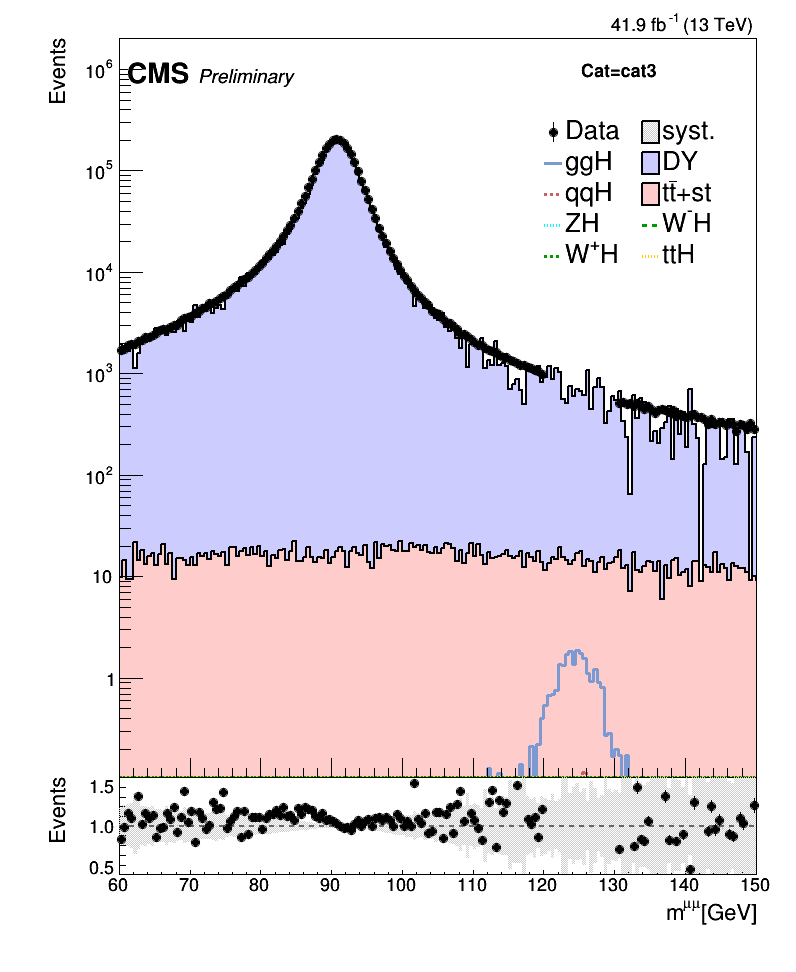 41.9 fb⁻¹ (13 TeV)
Events
CMS Preliminary
Cat=cat3
Data syst.
ggH DY
qqH tt̄+st
ZH W⁻H
W⁺H ttH
10⁶
10⁵
10⁴
10³
10²
10
1
Events
1.5
1.0
0.5
60 70 80 90 100 110 120 130 140 150
m^μμ[GeV]